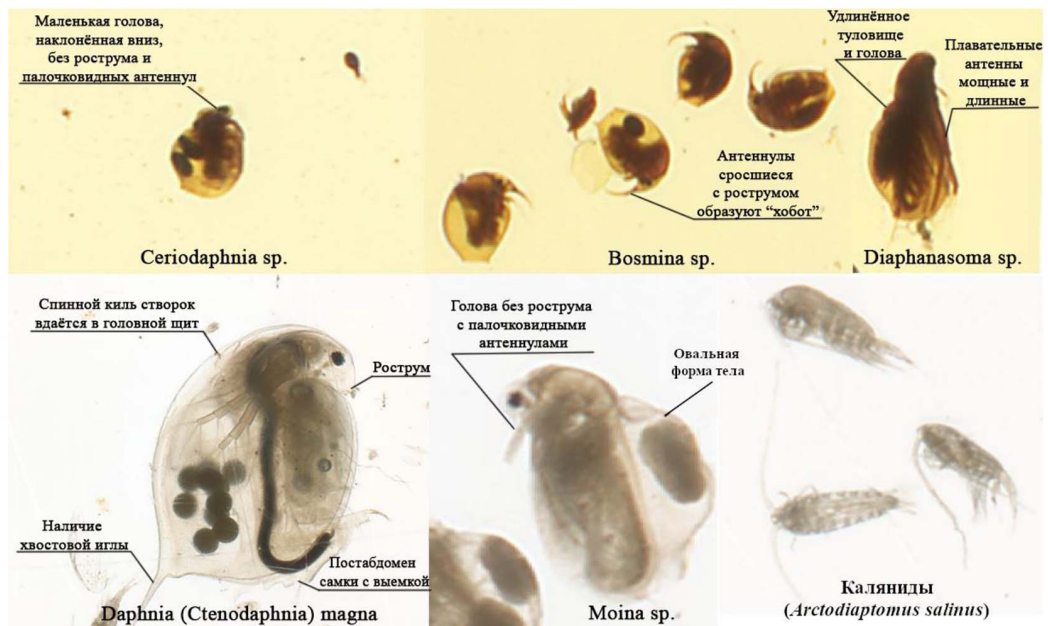 Маленькая голова,
наклонённая вниз,
без рострума и
палочковидных антеннул
Ceriodaphnia sp.
Антеннулы
сросшиеся
с рострумом
образуют “хобот”
Bosmina sp.
Удлинённое
туловище
и голова
Плавательные
антенны
мощные и
длинные
Diaphanasoma sp.
Спинной киль створок
вдаётся в головной щит
Рострум
Наличие
хвостовой иглы
Постабдомен
самки с выемкой
Daphnia (Ctenodaphnia) magna
Голова без рострума
с палочковидными
антеннулами
Овальная
форма тела
Moina sp.
Каляниды
(Arctodiaptomus salinus)